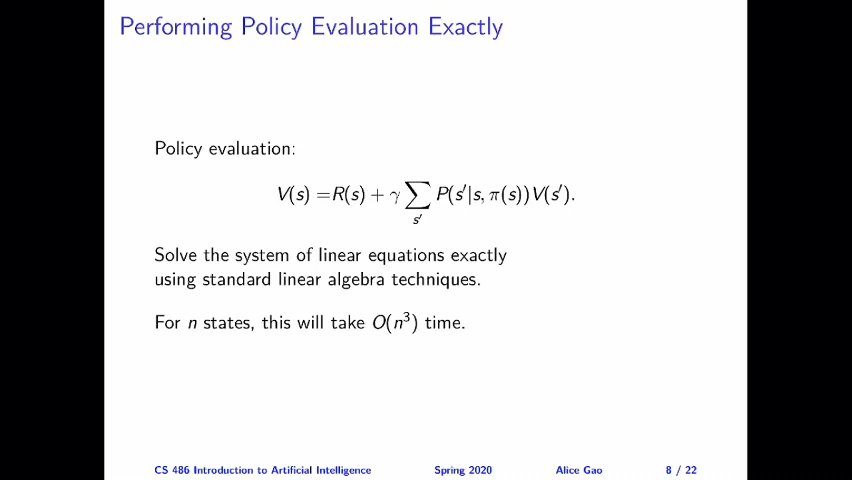 Performing Policy Evaluation Exactly
Policy evaluation:
V(s) =R(s) + γ ∑ P(s′|s, π(s))V(s′).
s′
Solve the system of linear equations exactly
using standard linear algebra techniques.
For n states, this will take O(n³) time.
CS 486 Introduction to Artificial Intelligence Spring 2020 Alice Gao 8 / 22